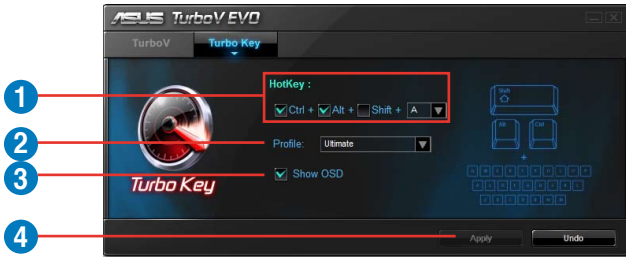 ASUS TurboV EVO
TurboV Turbo Key
HotKey :
1
Ctrl + Alt + Shift + A
2
Profile: Ultimate
3
Show OSD
Turbo Key
Shift
Alt Ctrl
+
4
Apply Undo